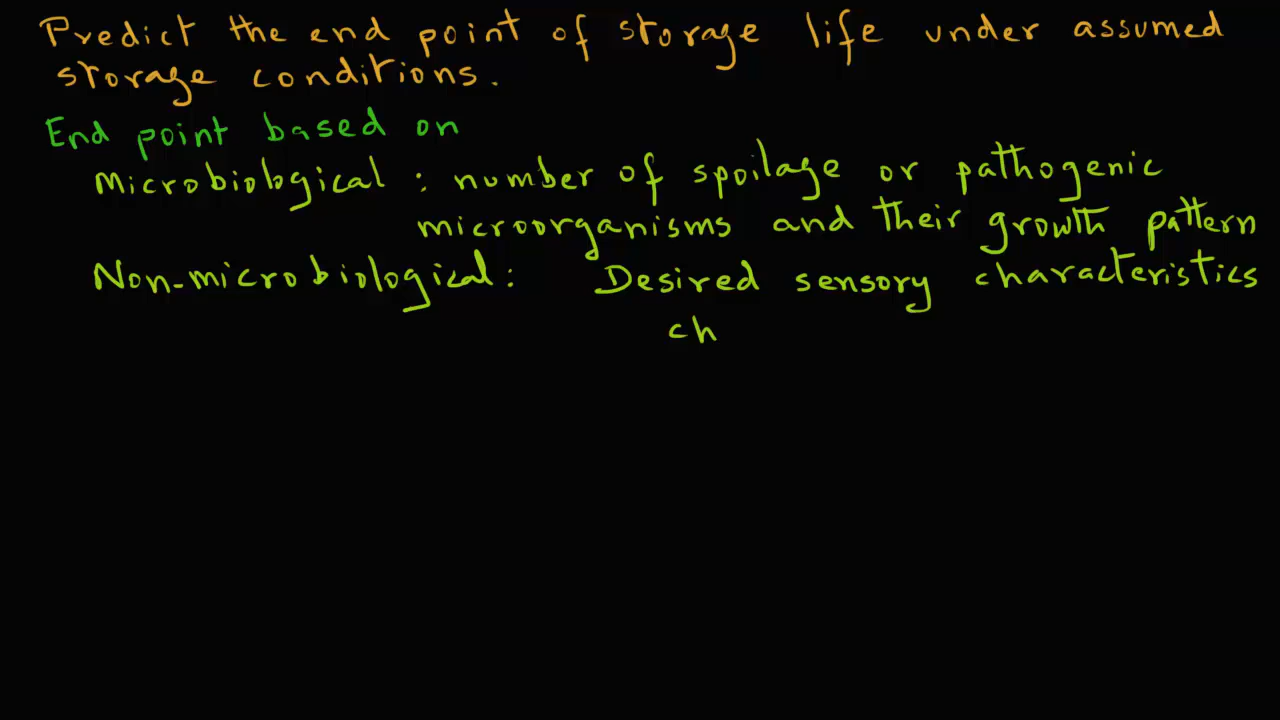 Predict the end point of storage life under assumed
storage conditions.
End point based on
Microbiological : number of spoilage or pathogenic
microorganisms and their growth pattern
Non-microbiological : Desired sensory characteristics
ch